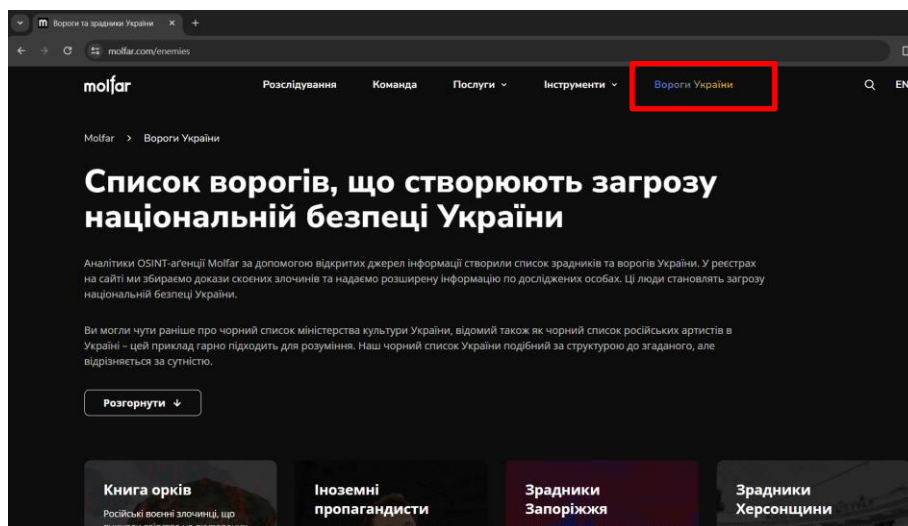 Вороги та зрадники України
molfar.com/enemies
molfar
Розслідування Команда Послуги Інструменти Вороги України EN
Molfar > Вороги України
Список ворогів, що створюють загрозу
національній безпеці України
Аналітики OSINT-агенції Molfar за допомогою відкритих джерел інформації створили список зрадників та ворогів України. У реєстрах
на сайті ми збираємо докази скоєних злочинів та надаємо розширену інформацію по досліджених особах. Ці люди становлять загрозу
національній безпеці України.
Ви могли чути раніше про чорний список міністерства культури України, відомий також як чорний список російських артистів в
Україні – цей приклад гарно підходить для розуміння. Наш чорний список України подібний за структурою до згаданого, але
відрізняється за сутністю.
Розгорнути ↓
Книга орків
Російські воєнні злочинці, що
Іноземні
пропагандисти
Зрадники
Запоріжжя
Зрадники
Херсонщини